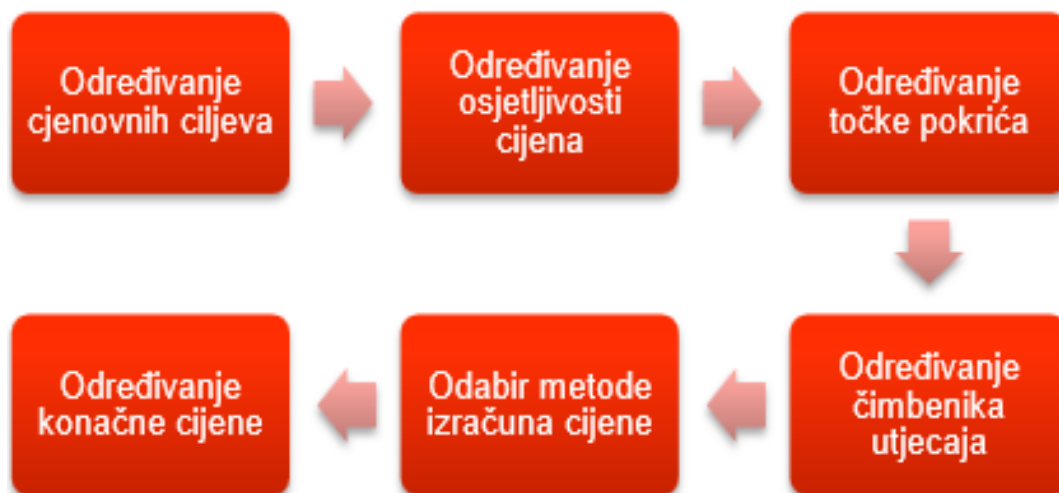 Određivanje
cjenovnih ciljeva
Određivanje
osjetljivosti
cijena
Određivanje
točke pokrića
Određivanje
čimbenika
utjecaja
Odabir metode
izračuna cijene
Određivanje
konačne cijene